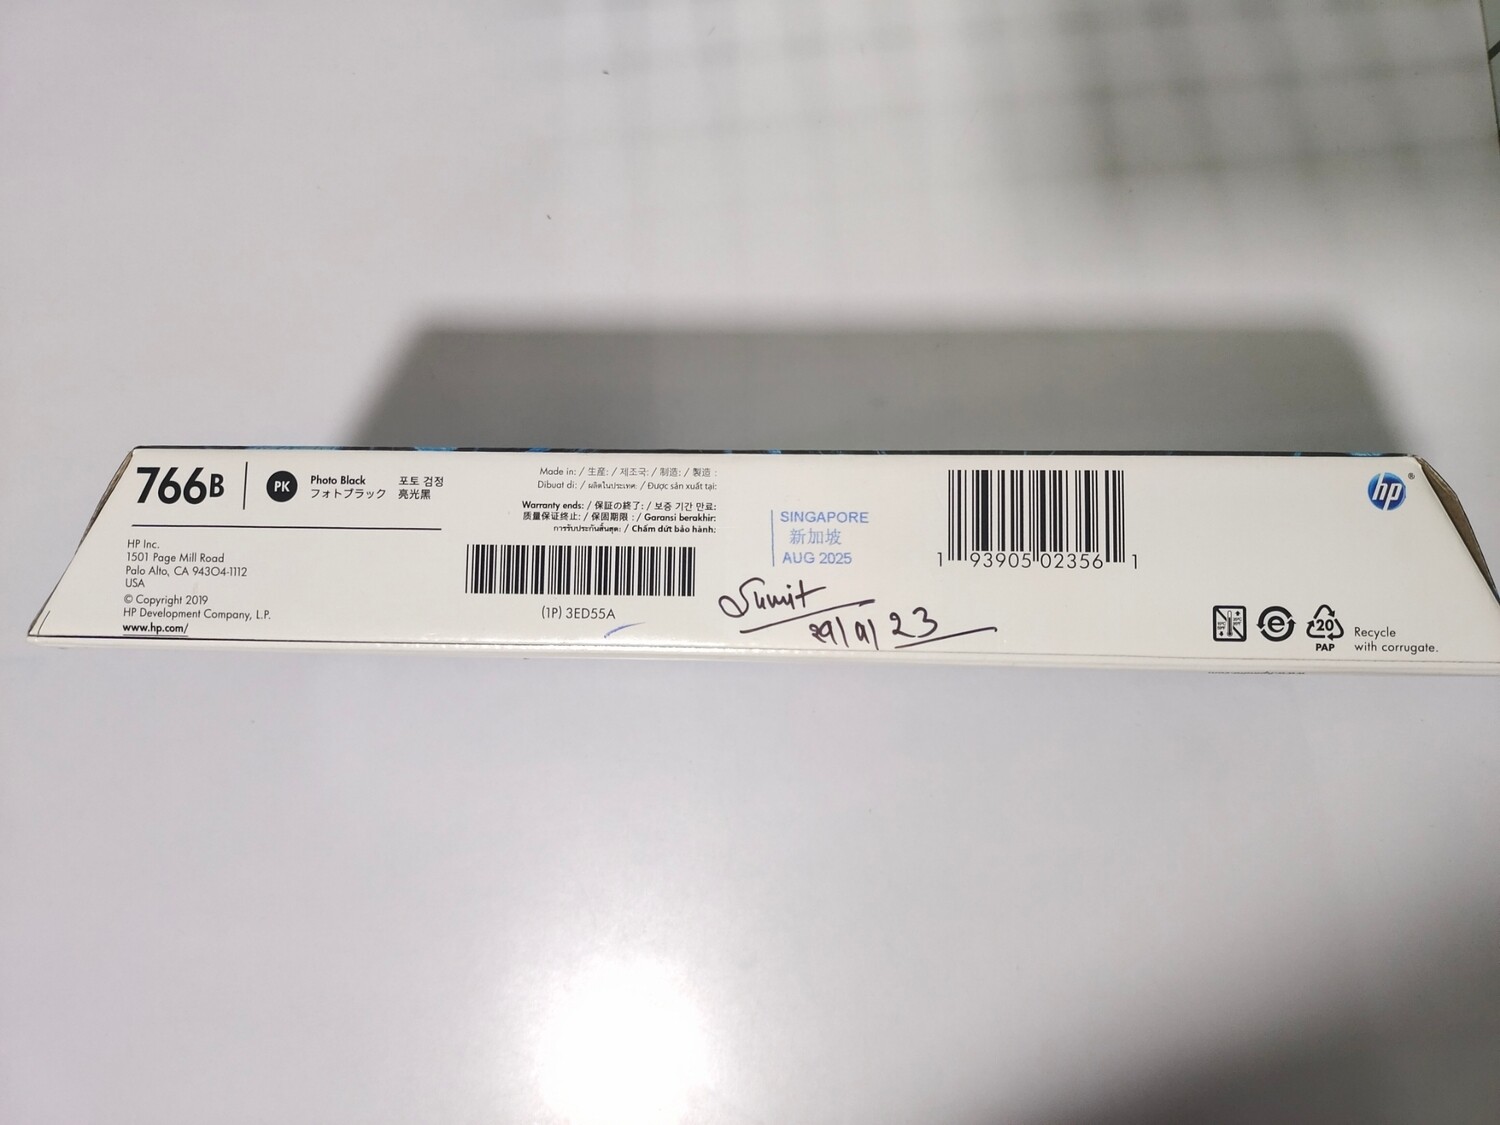 766B
PK
Photo Black 포토 검정
フォトブラック 亮光黑
HP Inc.
1501 Page Mill Road
Palo Alto, CA 94304-1112
USA
© Copyright 2019
HP Development Company, L.P.
www.hp.com/
Made in: / 生産: / 제조국: / 制造: / 製造 :
Dibuat di: / ผลิตในประเทศ: / Được sản xuất tại:
Warranty ends: / 保証の終了: / 보증 기간 만료:
质量保证终止: / 保固期限 : / Garansi berakhir:
การรับประกันสิ้นสุด: / Chấm dứt bảo hành:
(1P) 3ED55A
SINGAPORE
新加坡
AUG 2025
Sumit
29/9/23
1 93905 02356 1
hp®
20
PAP
Recycle
with corrugate.